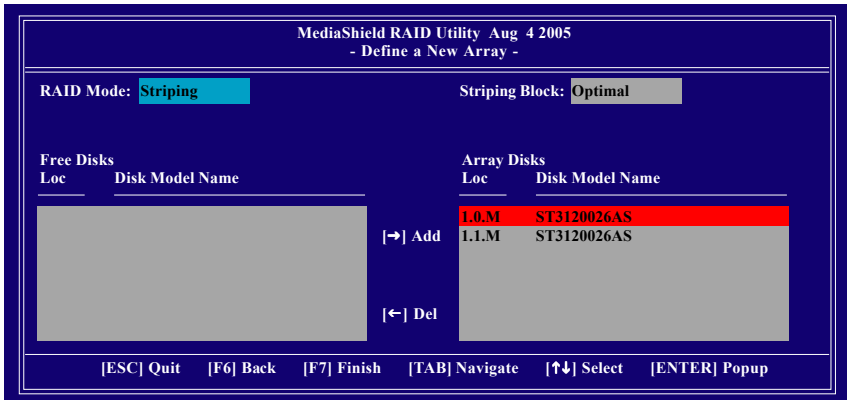 MediaShield RAID Utility Aug 4 2005
- Define a New Array -
RAID Mode: Striping
Striping Block: Optimal
Free Disks
Loc Disk Model Name
Array Disks
Loc Disk Model Name
1.0.M ST3120026AS
1.1.M ST3120026AS
[→] Add
[←] Del
[ESC] Quit [F6] Back [F7] Finish [TAB] Navigate [↑↓] Select [ENTER] Popup